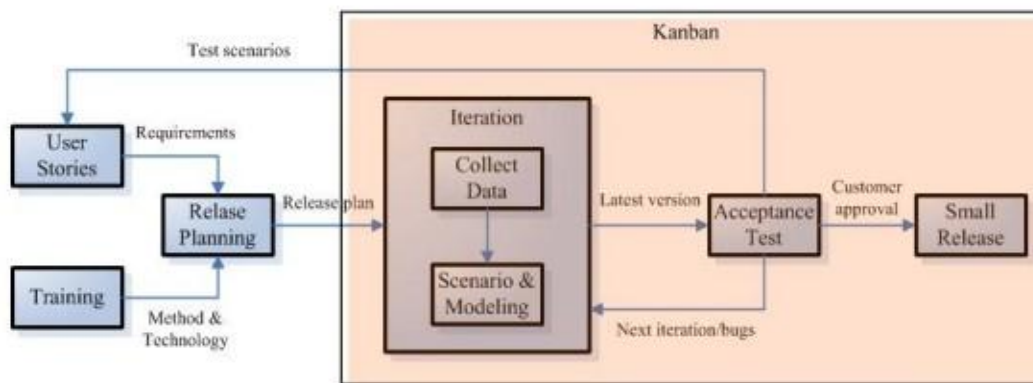 Kanban
Test scenarios
Iteration
User
Stories
Requirements
Collect
Data
Relase
Planning
Release plan
Latest version
Acceptance
Test
Customer
approval
Small
Release
Training
Method &
Technology
Scenario &
Modeling
Next iteration/bugs